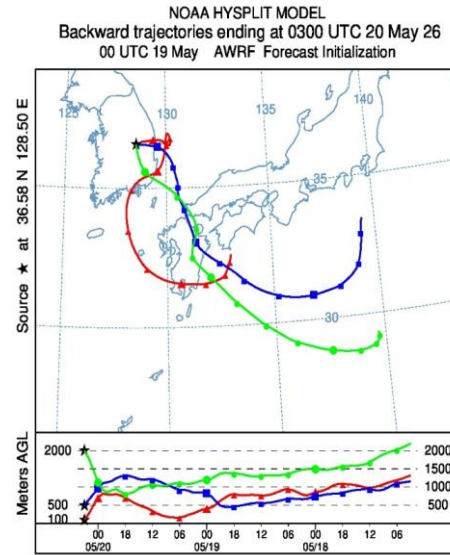 NOAA HYSPLIT MODEL
Backward trajectories ending at 0300 UTC 20 May 26
00 UTC 19 May AWRF Forecast Initialization
Source ★ at 36.58 N 128.50 E
125
130
135
140
35
30
Meters AGL
2000
500
100
2000
1500
1000
500
00 18 12 06 00 18 12 06 00 18 12 06
05/20 05/19 05/18